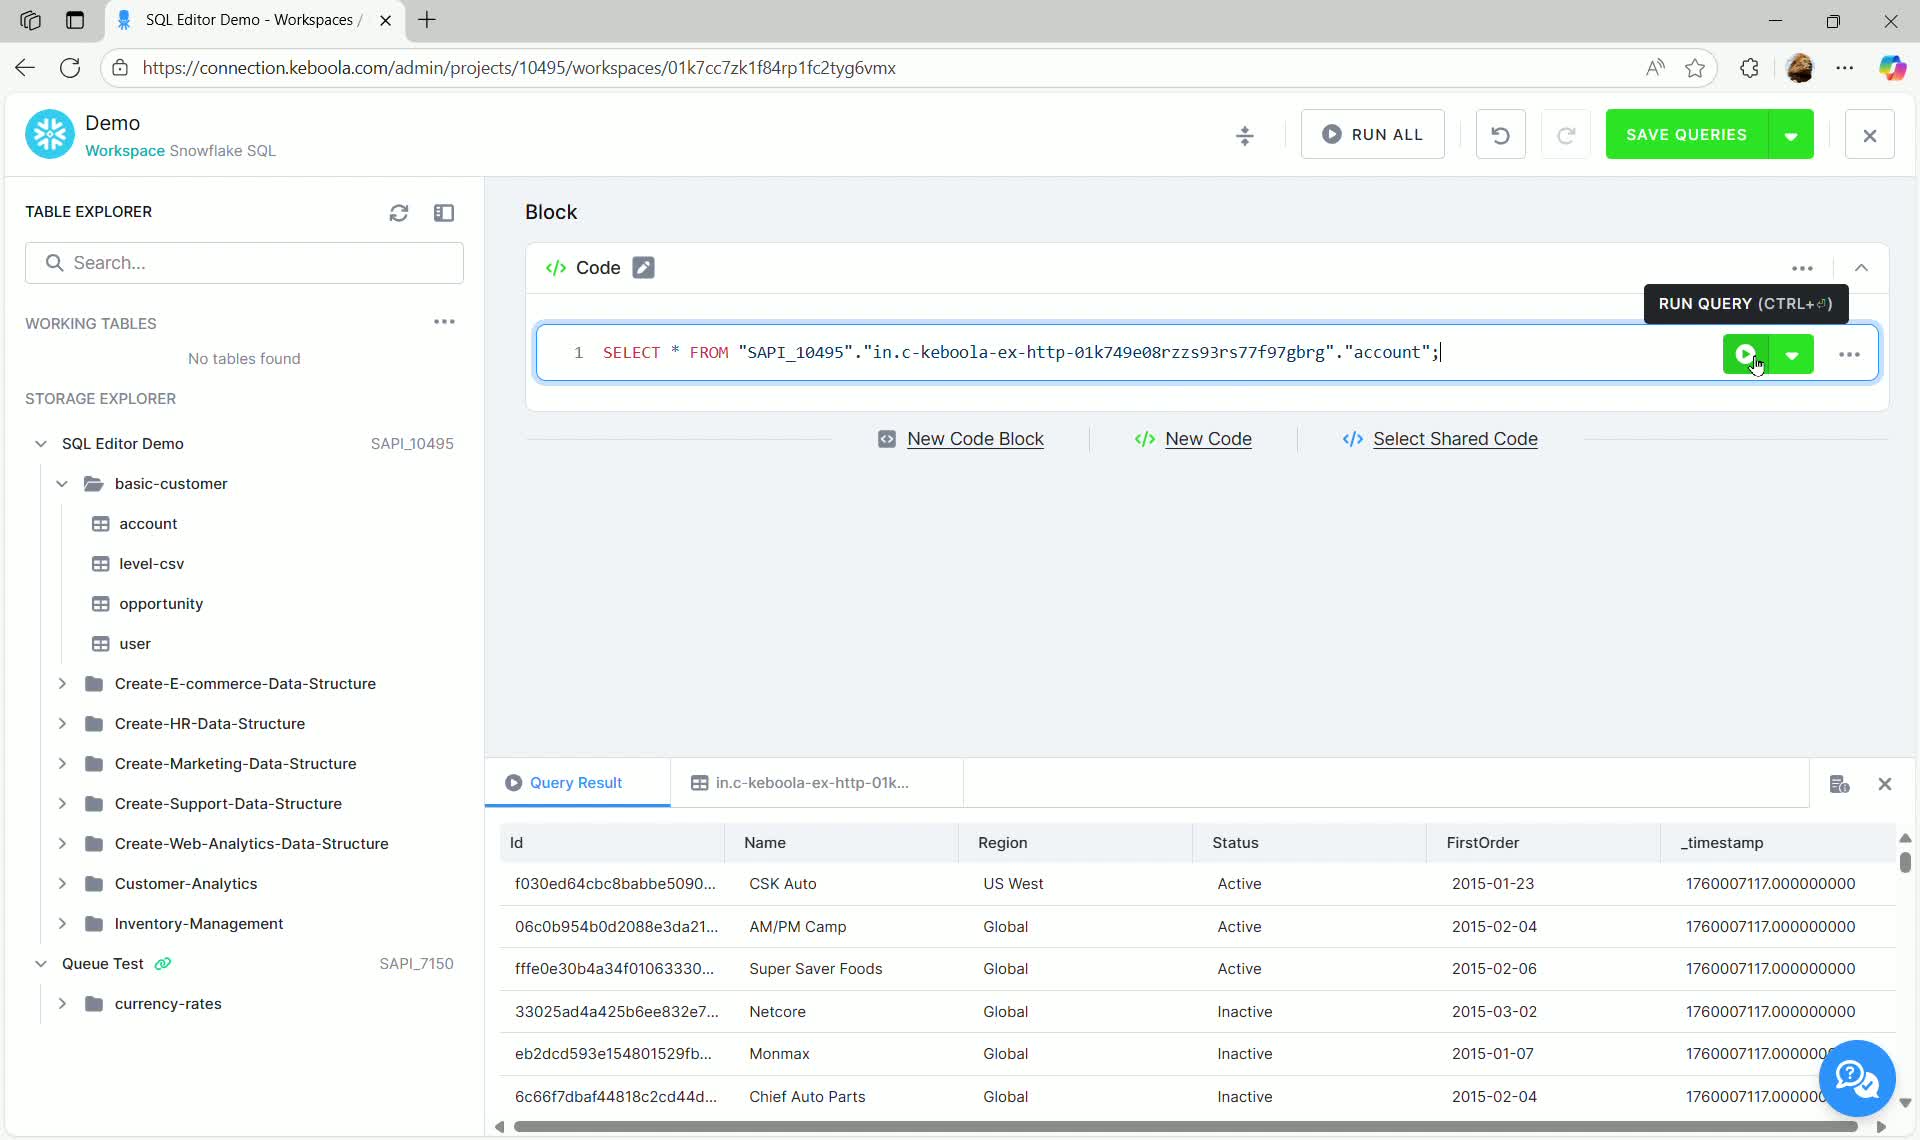 SQL Editor Demo - Workspaces /
https://connection.keboola.com/admin/projects/10495/workspaces/01k7cc7zk1f84rp1fc2tyg6vmx
Demo
Workspace Snowflake SQL
RUN ALL
SAVE QUERIES
TABLE EXPLORER
Search...
WORKING TABLES
No tables found
STORAGE EXPLORER
SQL Editor Demo SAPI_10495
basic-customer
account
level-csv
opportunity
user
Create-E-commerce-Data-Structure
Create-HR-Data-Structure
Create-Marketing-Data-Structure
Create-Support-Data-Structure
Create-Web-Analytics-Data-Structure
Customer-Analytics
Inventory-Management
Queue Test SAPI_7150
currency-rates
Block
</> Code
RUN QUERY (CTRL+⏎)
1 SELECT * FROM "SAPI_10495"."in.c-keboola-ex-http-01k749e08rzzs93rs77f97gbrg"."account";
New Code Block </> New Code </> Select Shared Code
Query Result in.c-keboola-ex-http-01k...
Id Name Region Status FirstOrder _timestamp
f030ed64cbc8babbe5090... CSK Auto US West Active 2015-01-23 1760007117.000000000
06c0b954b0d2088e3da21... AM/PM Camp Global Active 2015-02-04 1760007117.000000000
fffe0e30b4a34f01063330... Super Saver Foods Global Active 2015-02-06 1760007117.000000000
33025ad4a425b6ee832e7... Netcore Global Inactive 2015-03-02 1760007117.000000000
eb2dcd593e154801529fb... Monmax Global Inactive 2015-01-07 1760007117.000000
6c66f7dbaf44818c2cd44d... Chief Auto Parts Global Inactive 2015-02-04 1760007117.00000